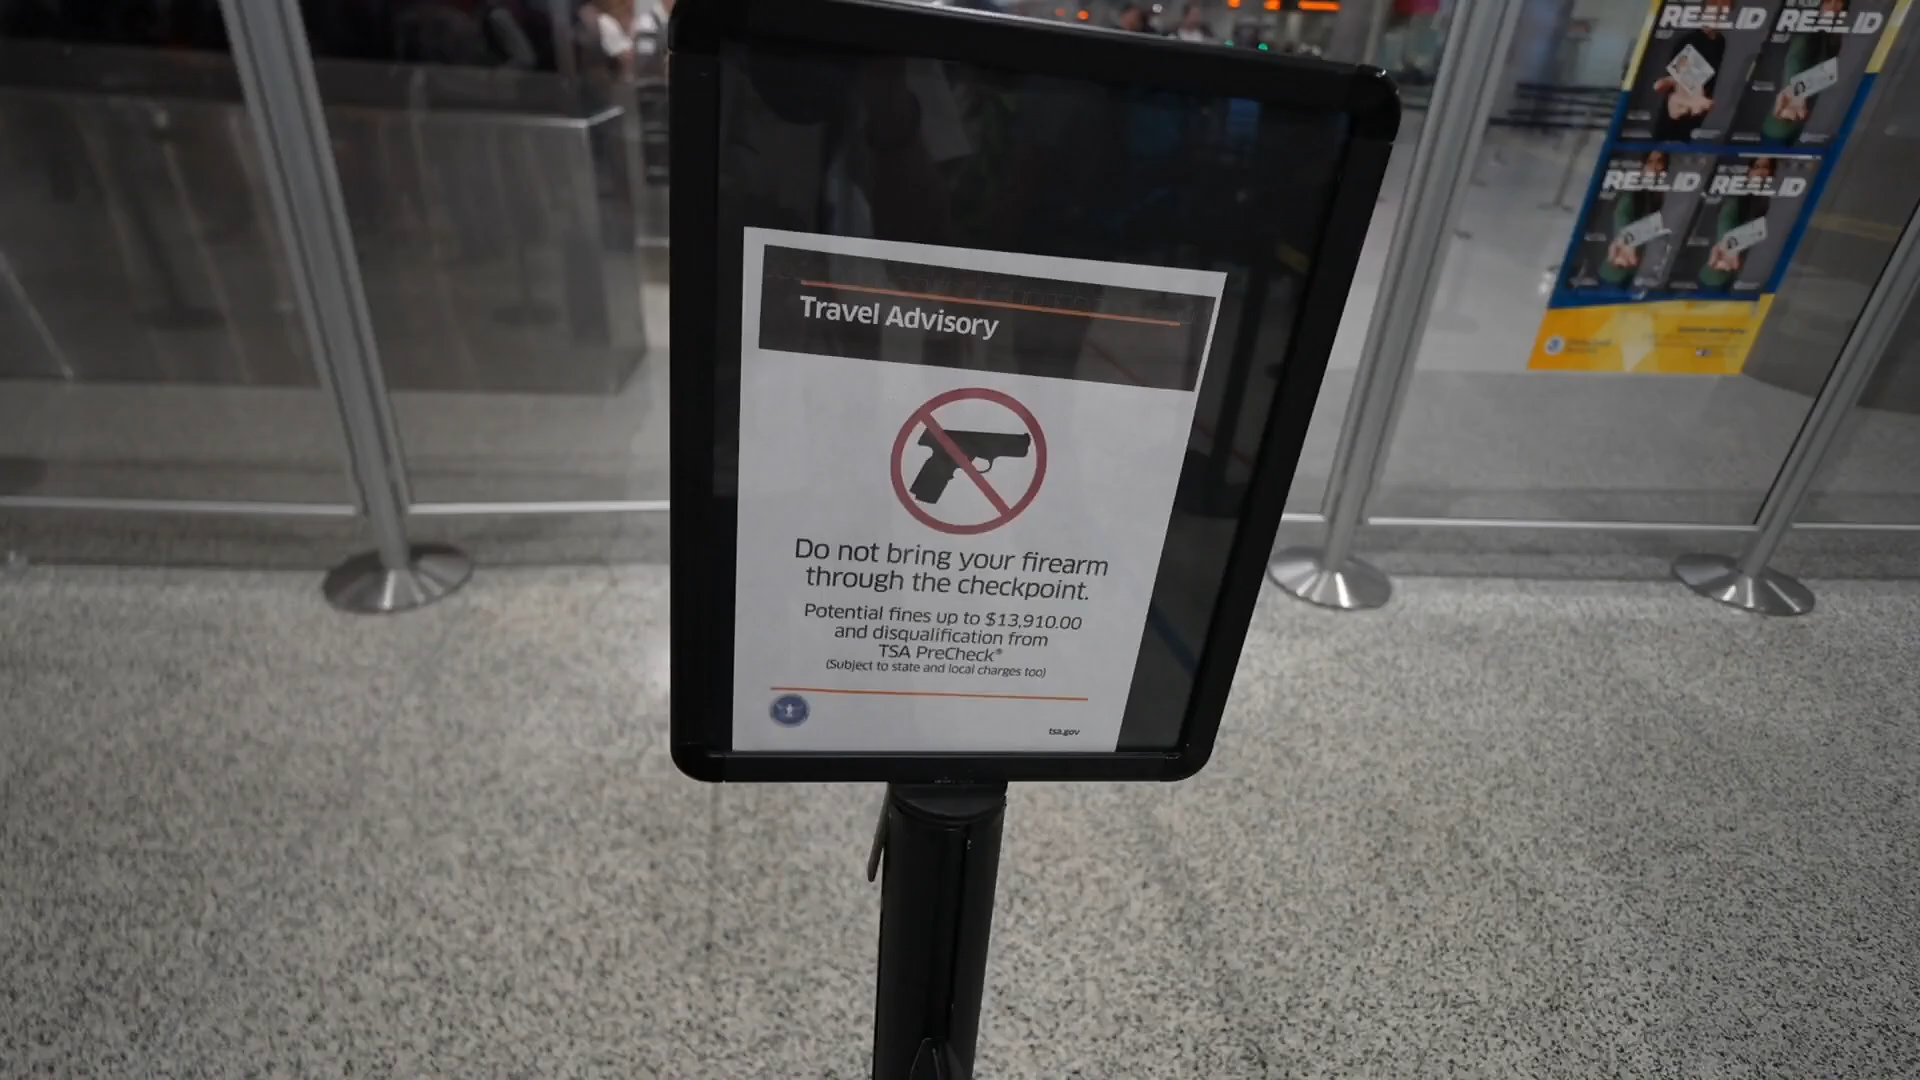 Travel Advisory
Do not bring your firearm
through the checkpoint.
Potential fines up to $13,910.00
and disqualification from
TSA PreCheck®
(Subject to state and local charges too)
tsa.gov
REAL ID
REAL ID
REAL ID
REAL ID